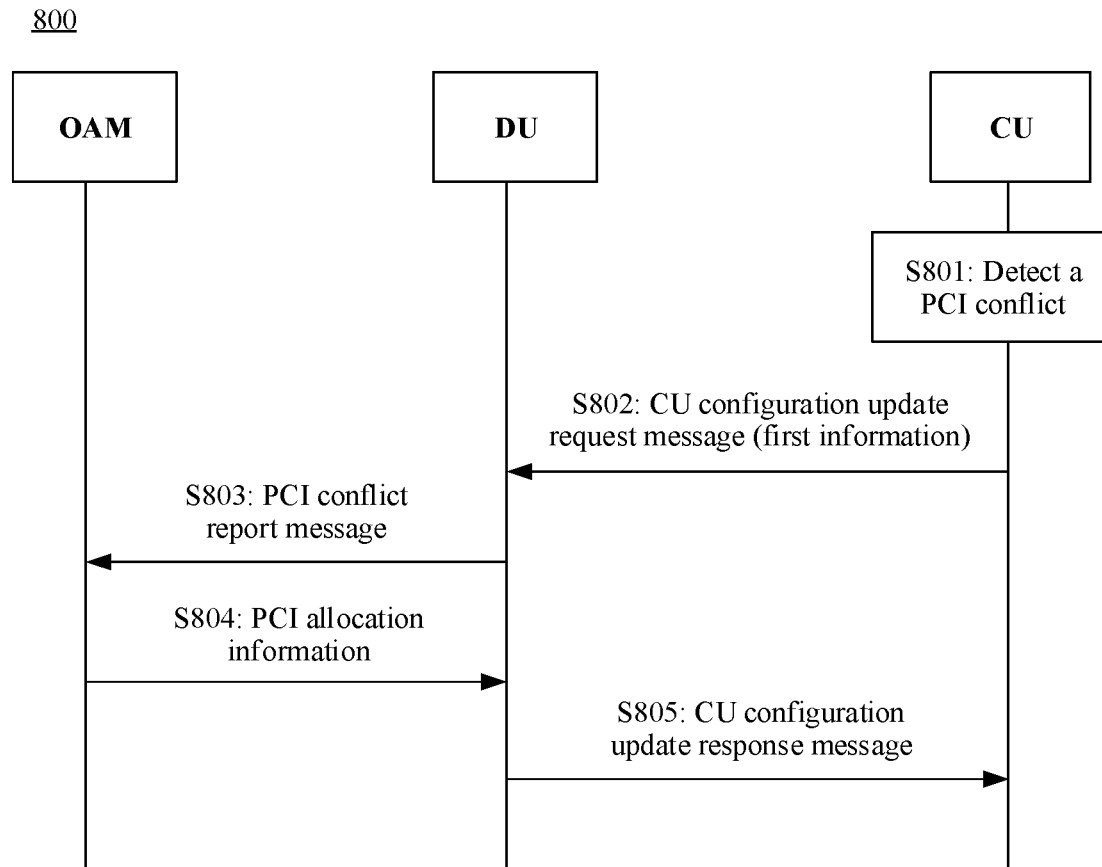 800
OAM
DU
CU
S801: Detect a
PCI conflict
S802: CU configuration update
request message (first information)
S803: PCI conflict
report message
S804: PCI allocation
information
S805: CU configuration
update response message